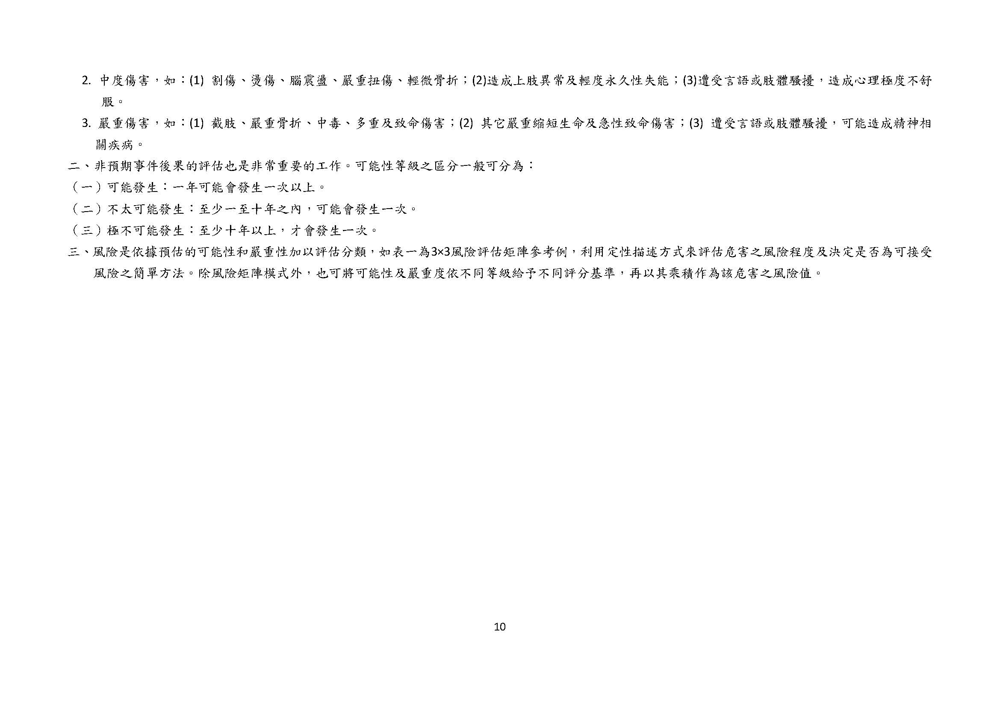 2. 中度傷害，如：(1) 割傷、燙傷、腦震盪、嚴重扭傷、輕微骨折；(2)造成上肢異常及輕度永久性失能；(3)遭受言語或肢體騷擾，造成心理極度不舒
服。
3. 嚴重傷害，如：(1) 截肢、嚴重骨折、中毒、多重及致命傷害；(2) 其它嚴重縮短生命及急性致命傷害；(3) 遭受言語或肢體騷擾，可能造成精神相
關疾病。
二、非預期事件後果的評估也是非常重要的工作。可能性等級之區分一般可分為：
（一）可能發生：一年可能會發生一次以上。
（二）不太可能發生：至少一至十年之內，可能會發生一次。
（三）極不可能發生：至少十年以上，才會發生一次。
三、風險是依據預估的可能性和嚴重性加以評估分類，如表一為3×3風險評估矩陣參考例，利用定性描述方式來評估危害之風險程度及決定是否為可接受
風險之簡單方法。除風險矩陣模式外，也可將可能性及嚴重度依不同等級給予不同評分基準，再以其乘積作為該危害之風險值。
10